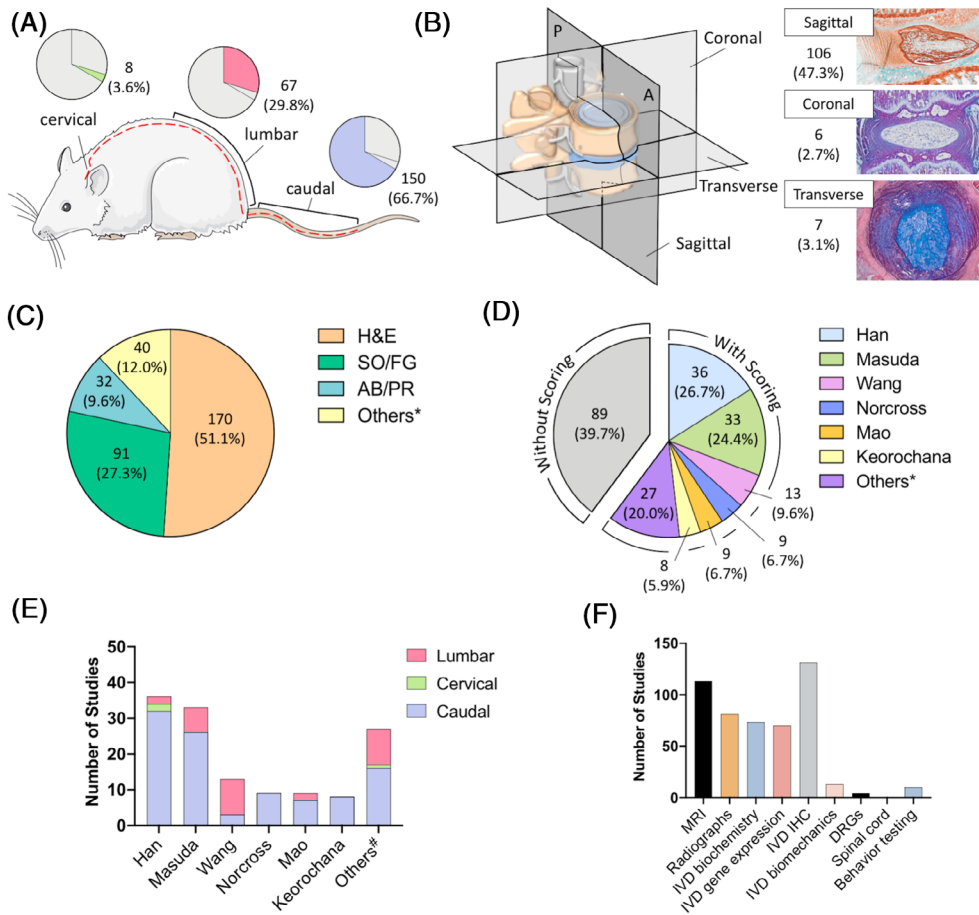 (A)
8
(3.6%)
cervical
67
(29.8%)
lumbar
caudal
150
(66.7%)
(B)
P
A
Coronal
Transverse
Sagittal
Sagittal
106
(47.3%)
Coronal
6
(2.7%)
Transverse
7
(3.1%)
(C)
40
(12.0%)
32
(9.6%)
91
(27.3%)
170
(51.1%)
H&E
SO/FG
AB/PR
Others*
(D)
Without Scoring
89
(39.7%)
With Scoring
36
(26.7%)
33
(24.4%)
13
(9.6%)
9
(6.7%)
9
(6.7%)
8
(5.9%)
27
(20.0%)
Han
Masuda
Wang
Norcross
Mao
Keorochana
Others*
(E)
Number of Studies
50
40
30
20
10
0
Han
Masuda
Wang
Norcross
Mao
Keorochana
Others#
Lumbar
Cervical
Caudal
(F)
Number of Studies
150
100
50
0
MRI
Radiographs
IVD biochemistry
IVD gene expression
IVD IHC
IVD biomechanics
DRGs
Spinal cord
Behavior testing